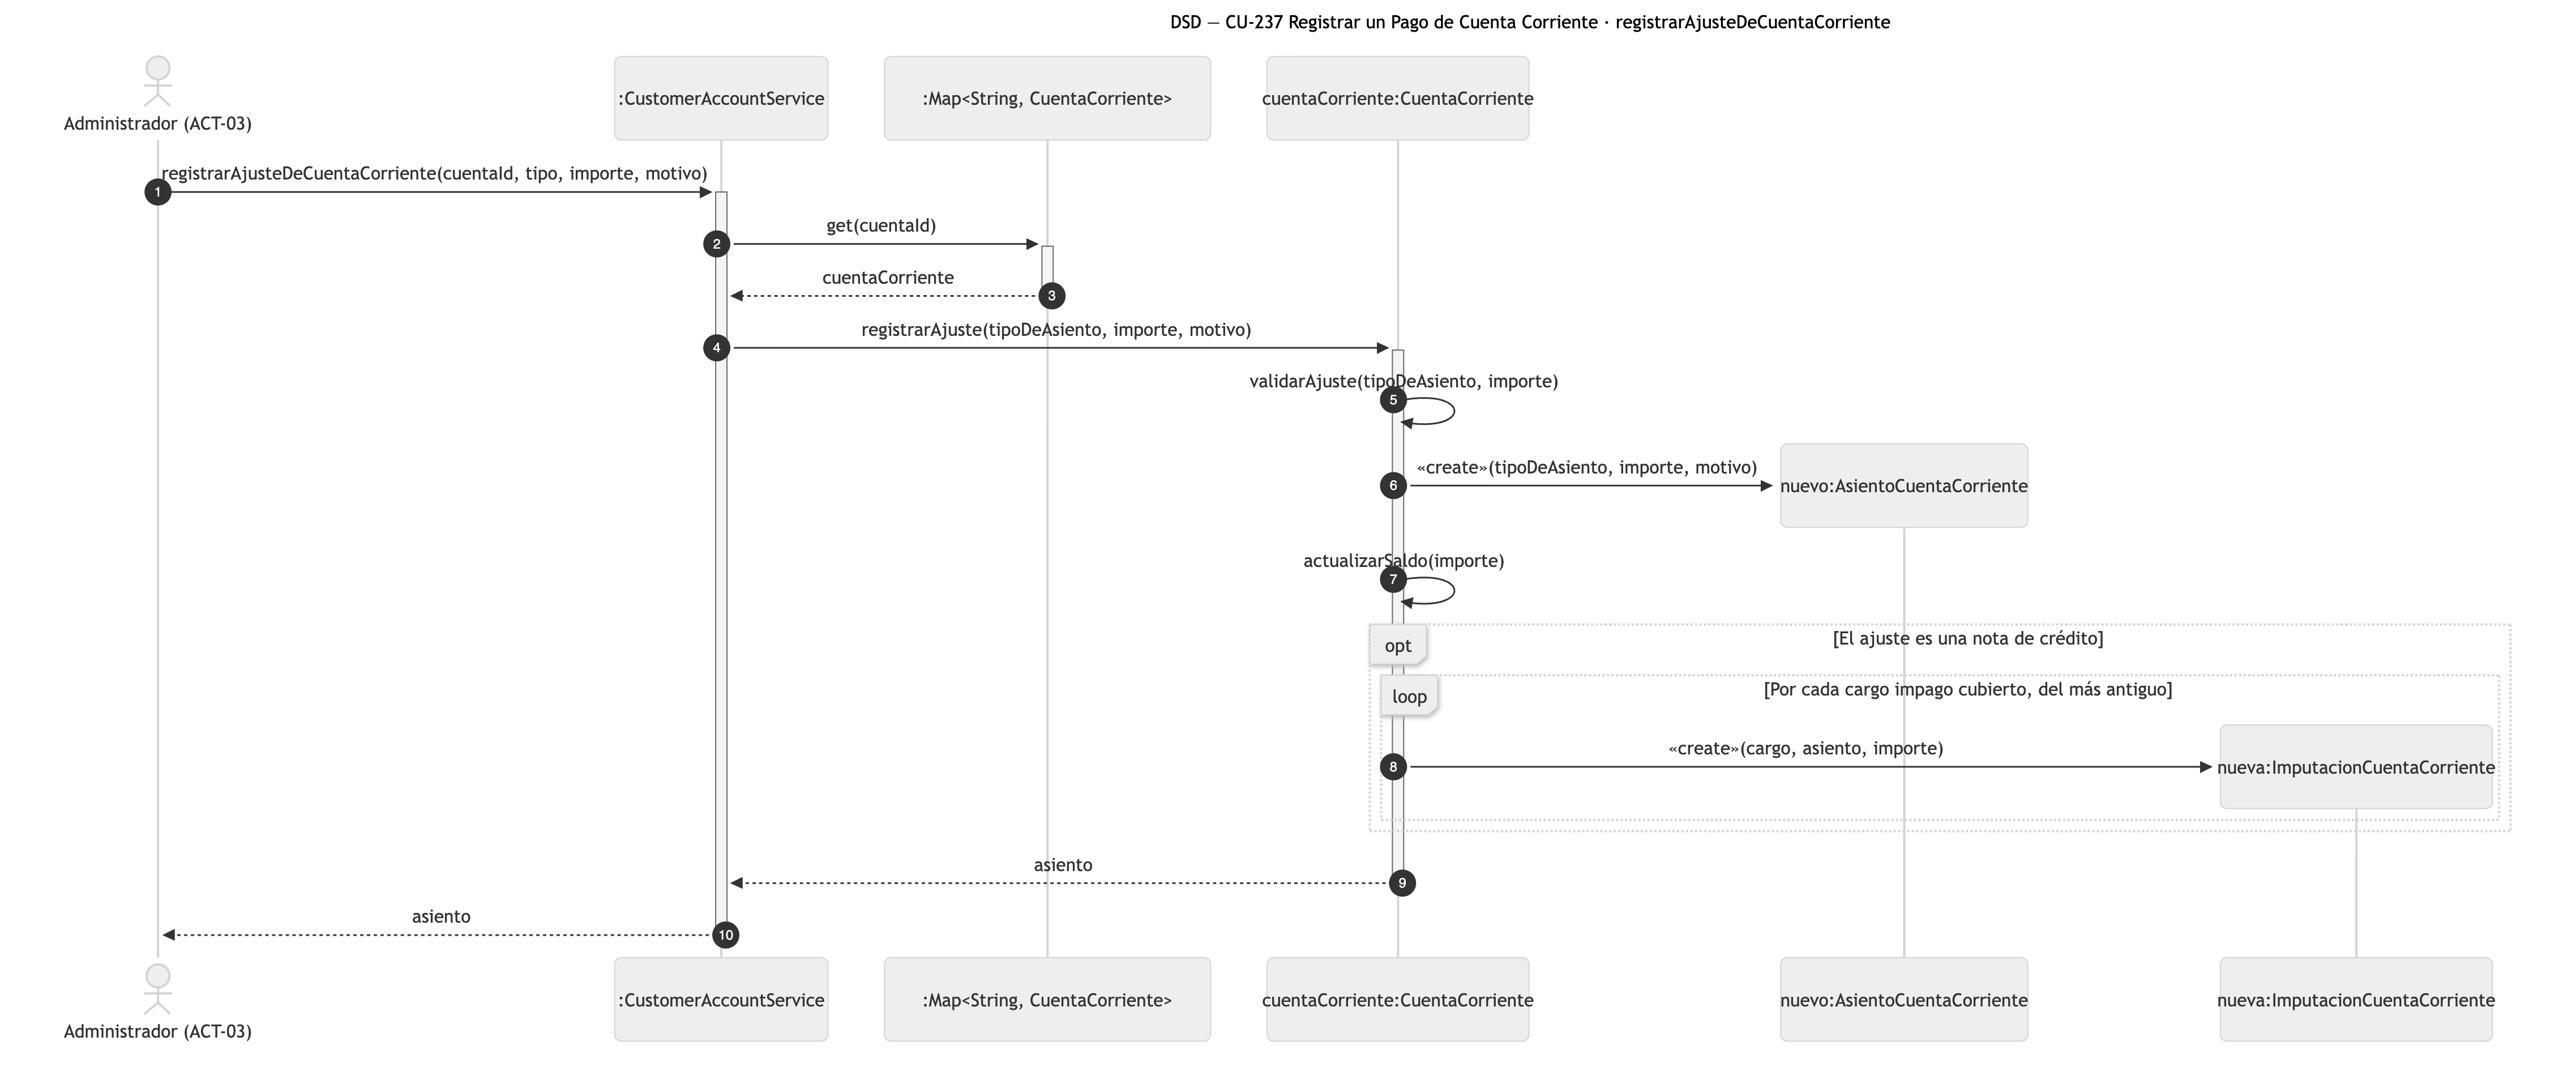 DSD — CU-237 Registrar un Pago de Cuenta Corriente · registrarAjusteDeCuentaCorriente
Administrador (ACT-03)
:CustomerAccountService
:Map<String, CuentaCorriente>
cuentaCorriente:CuentaCorriente
1
registrarAjusteDeCuentaCorriente(cuentaId, tipo, importe, motivo)
2
get(cuentaId)
cuentaCorriente
3
4
registrarAjuste(tipoDeAsiento, importe, motivo)
validarAjuste(tipoDeAsiento, importe)
5
6
«create»(tipoDeAsiento, importe, motivo)
nuevo:AsientoCuentaCorriente
actualizarSaldo(importe)
7
opt
[El ajuste es una nota de crédito]
loop
[Por cada cargo impago cubierto, del más antiguo]
8
«create»(cargo, asiento, importe)
nueva:ImputacionCuentaCorriente
asiento
9
asiento
10
Administrador (ACT-03)
:CustomerAccountService
:Map<String, CuentaCorriente>
cuentaCorriente:CuentaCorriente
nuevo:AsientoCuentaCorriente
nueva:ImputacionCuentaCorriente